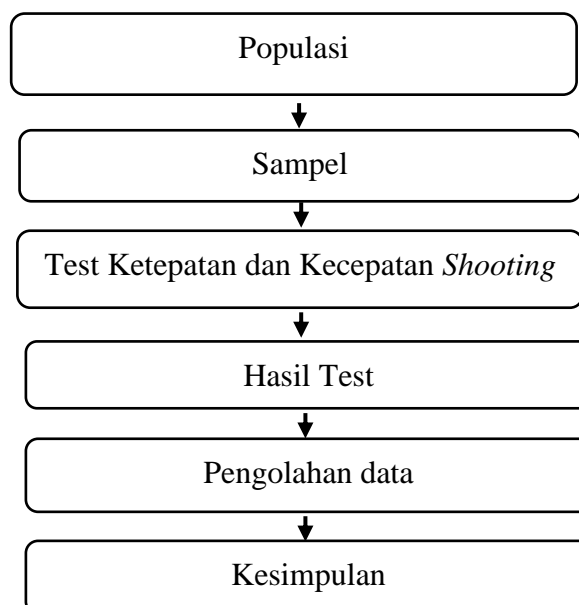 Populasi
Sampel
Test Ketepatan dan Kecepatan Shooting
Hasil Test
Pengolahan data
Kesimpulan